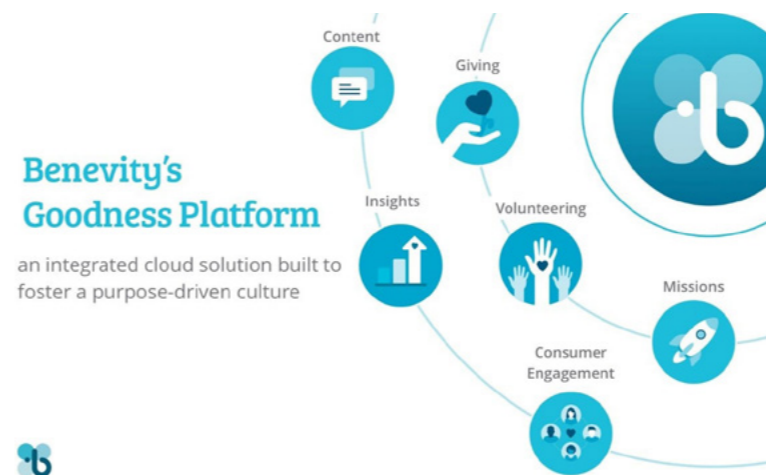 Content
Giving
Benevity's
Goodness Platform
an integrated cloud solution built to
foster a purpose-driven culture
Insights
Volunteering
Missions
Consumer
Engagement
b
b